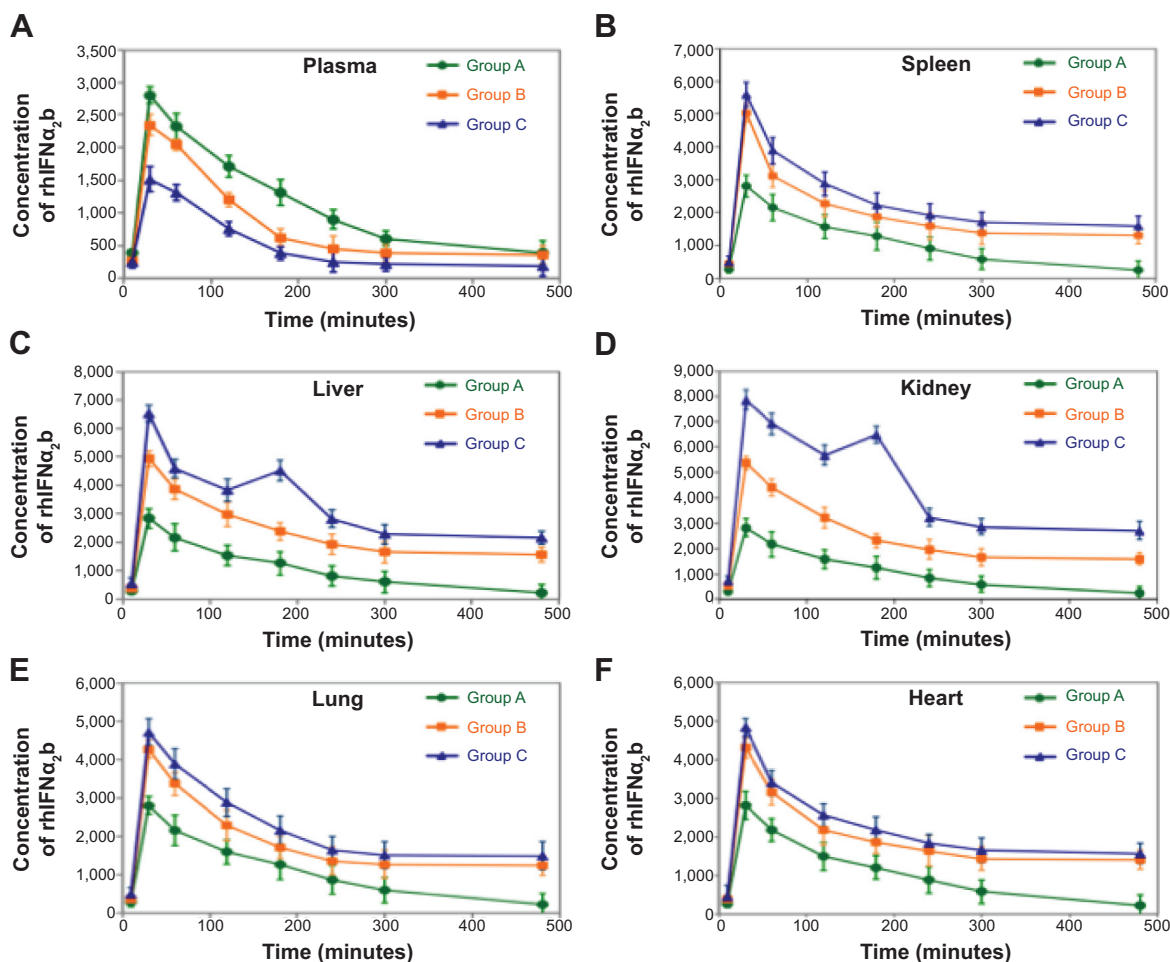 A
Plasma
Concentration
of rhIFNα₂b
3,500
3,000
2,500
2,000
1,500
1,000
500
0
0 100 200 300 400 500
Time (minutes)
Group A
Group B
Group C
B
Spleen
Concentration
of rhIFNα₂b
7,000
6,000
5,000
4,000
3,000
2,000
1,000
0
0 100 200 300 400 500
Time (minutes)
Group A
Group B
Group C
C
Liver
Concentration
of rhIFNα₂b
8,000
7,000
6,000
5,000
4,000
3,000
2,000
1,000
0
0 100 200 300 400 500
Time (minutes)
Group A
Group B
Group C
D
Kidney
Concentration
of rhIFNα₂b
9,000
8,000
7,000
6,000
5,000
4,000
3,000
2,000
1,000
0
0 100 200 300 400 500
Time (minutes)
Group A
Group B
Group C
E
Lung
Concentration
of rhIFNα₂b
6,000
5,000
4,000
3,000
2,000
1,000
0
0 100 200 300 400 500
Time (minutes)
Group A
Group B
Group C
F
Heart
Concentration
of rhIFNα₂b
6,000
5,000
4,000
3,000
2,000
1,000
0
0 100 200 300 400 500
Time (minutes)
Group A
Group B
Group C